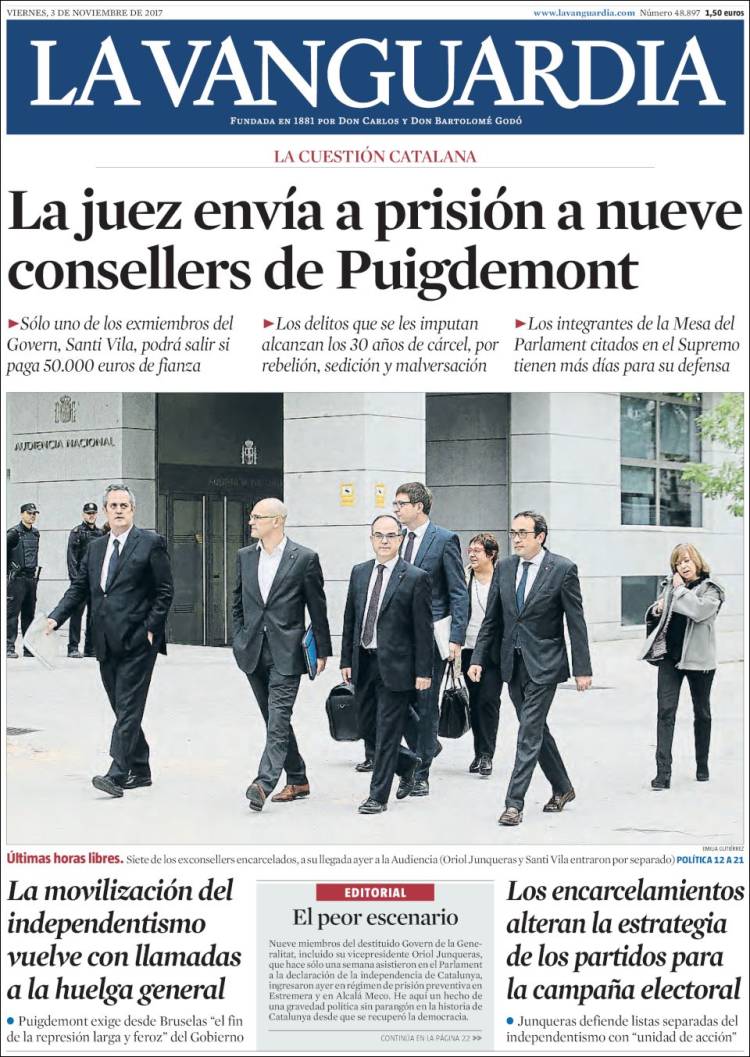 VIERNES, 3 DE NOVIEMBRE DE 2017
www.lavanguardia.com Número 48.897 1,50 euros
LA VANGUARDIA
FUNDADA EN 1881 POR DON CARLOS Y DON BARTOLOMÉ GODÓ
LA CUESTIÓN CATALANA
La juez envía a prisión a nueve
consellers de Puigdemont
►Sólo uno de los exmiembros del
Govern, Santi Vila, podrá salir si
paga 50.000 euros de fianza
►Los delitos que se les imputan
alcanzan los 30 años de cárcel, por
rebelión, sedición y malversación
►Los integrantes de la Mesa del
Parlament citados en el Supremo
tienen más días para su defensa
AUDIENCIA NACIONAL
EMILIA GUTIÉRREZ
Últimas horas libres. Siete de los exconsellers encarcelados, a su llegada ayer a la Audiencia (Oriol Junqueras y Santi Vila entraron por separado) POLÍTICA 12 A 21
La movilización del
independentismo
vuelve con llamadas
a la huelga general
● Puigdemont exige desde Bruselas “el fin
de la represión larga y feroz” del Gobierno
EDITORIAL
El peor escenario
Nueve miembros del destituido Govern de la Gene-
ralitat, incluido su vicepresidente Oriol Junqueras,
que hace sólo una semana asistieron en el Parlament
a la declaración de la independencia de Catalunya,
ingresaron ayer en régimen de prisión preventiva en
Estremera y en Alcalá Meco. He aquí un hecho de
una gravedad política sin parangón en la historia de
Catalunya desde que se recuperó la democracia.
CONTINÚA EN LA PÁGINA 22 >>
Los encarcelamientos
alteran la estrategia
de los partidos para
la campaña electoral
● Junqueras defiende listas separadas del
independentismo con “unidad de acción”